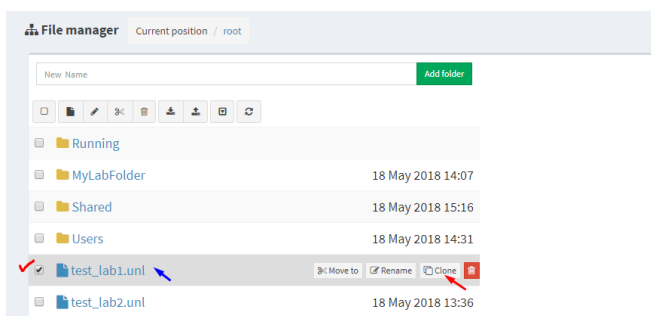 File manager Current position / root
New Name Add folder
Running
MyLabFolder 18 May 2018 14:07
Shared 18 May 2018 15:16
Users 18 May 2018 14:31
test_lab1.unl Move to Rename Clone
test_lab2.unl 18 May 2018 13:36